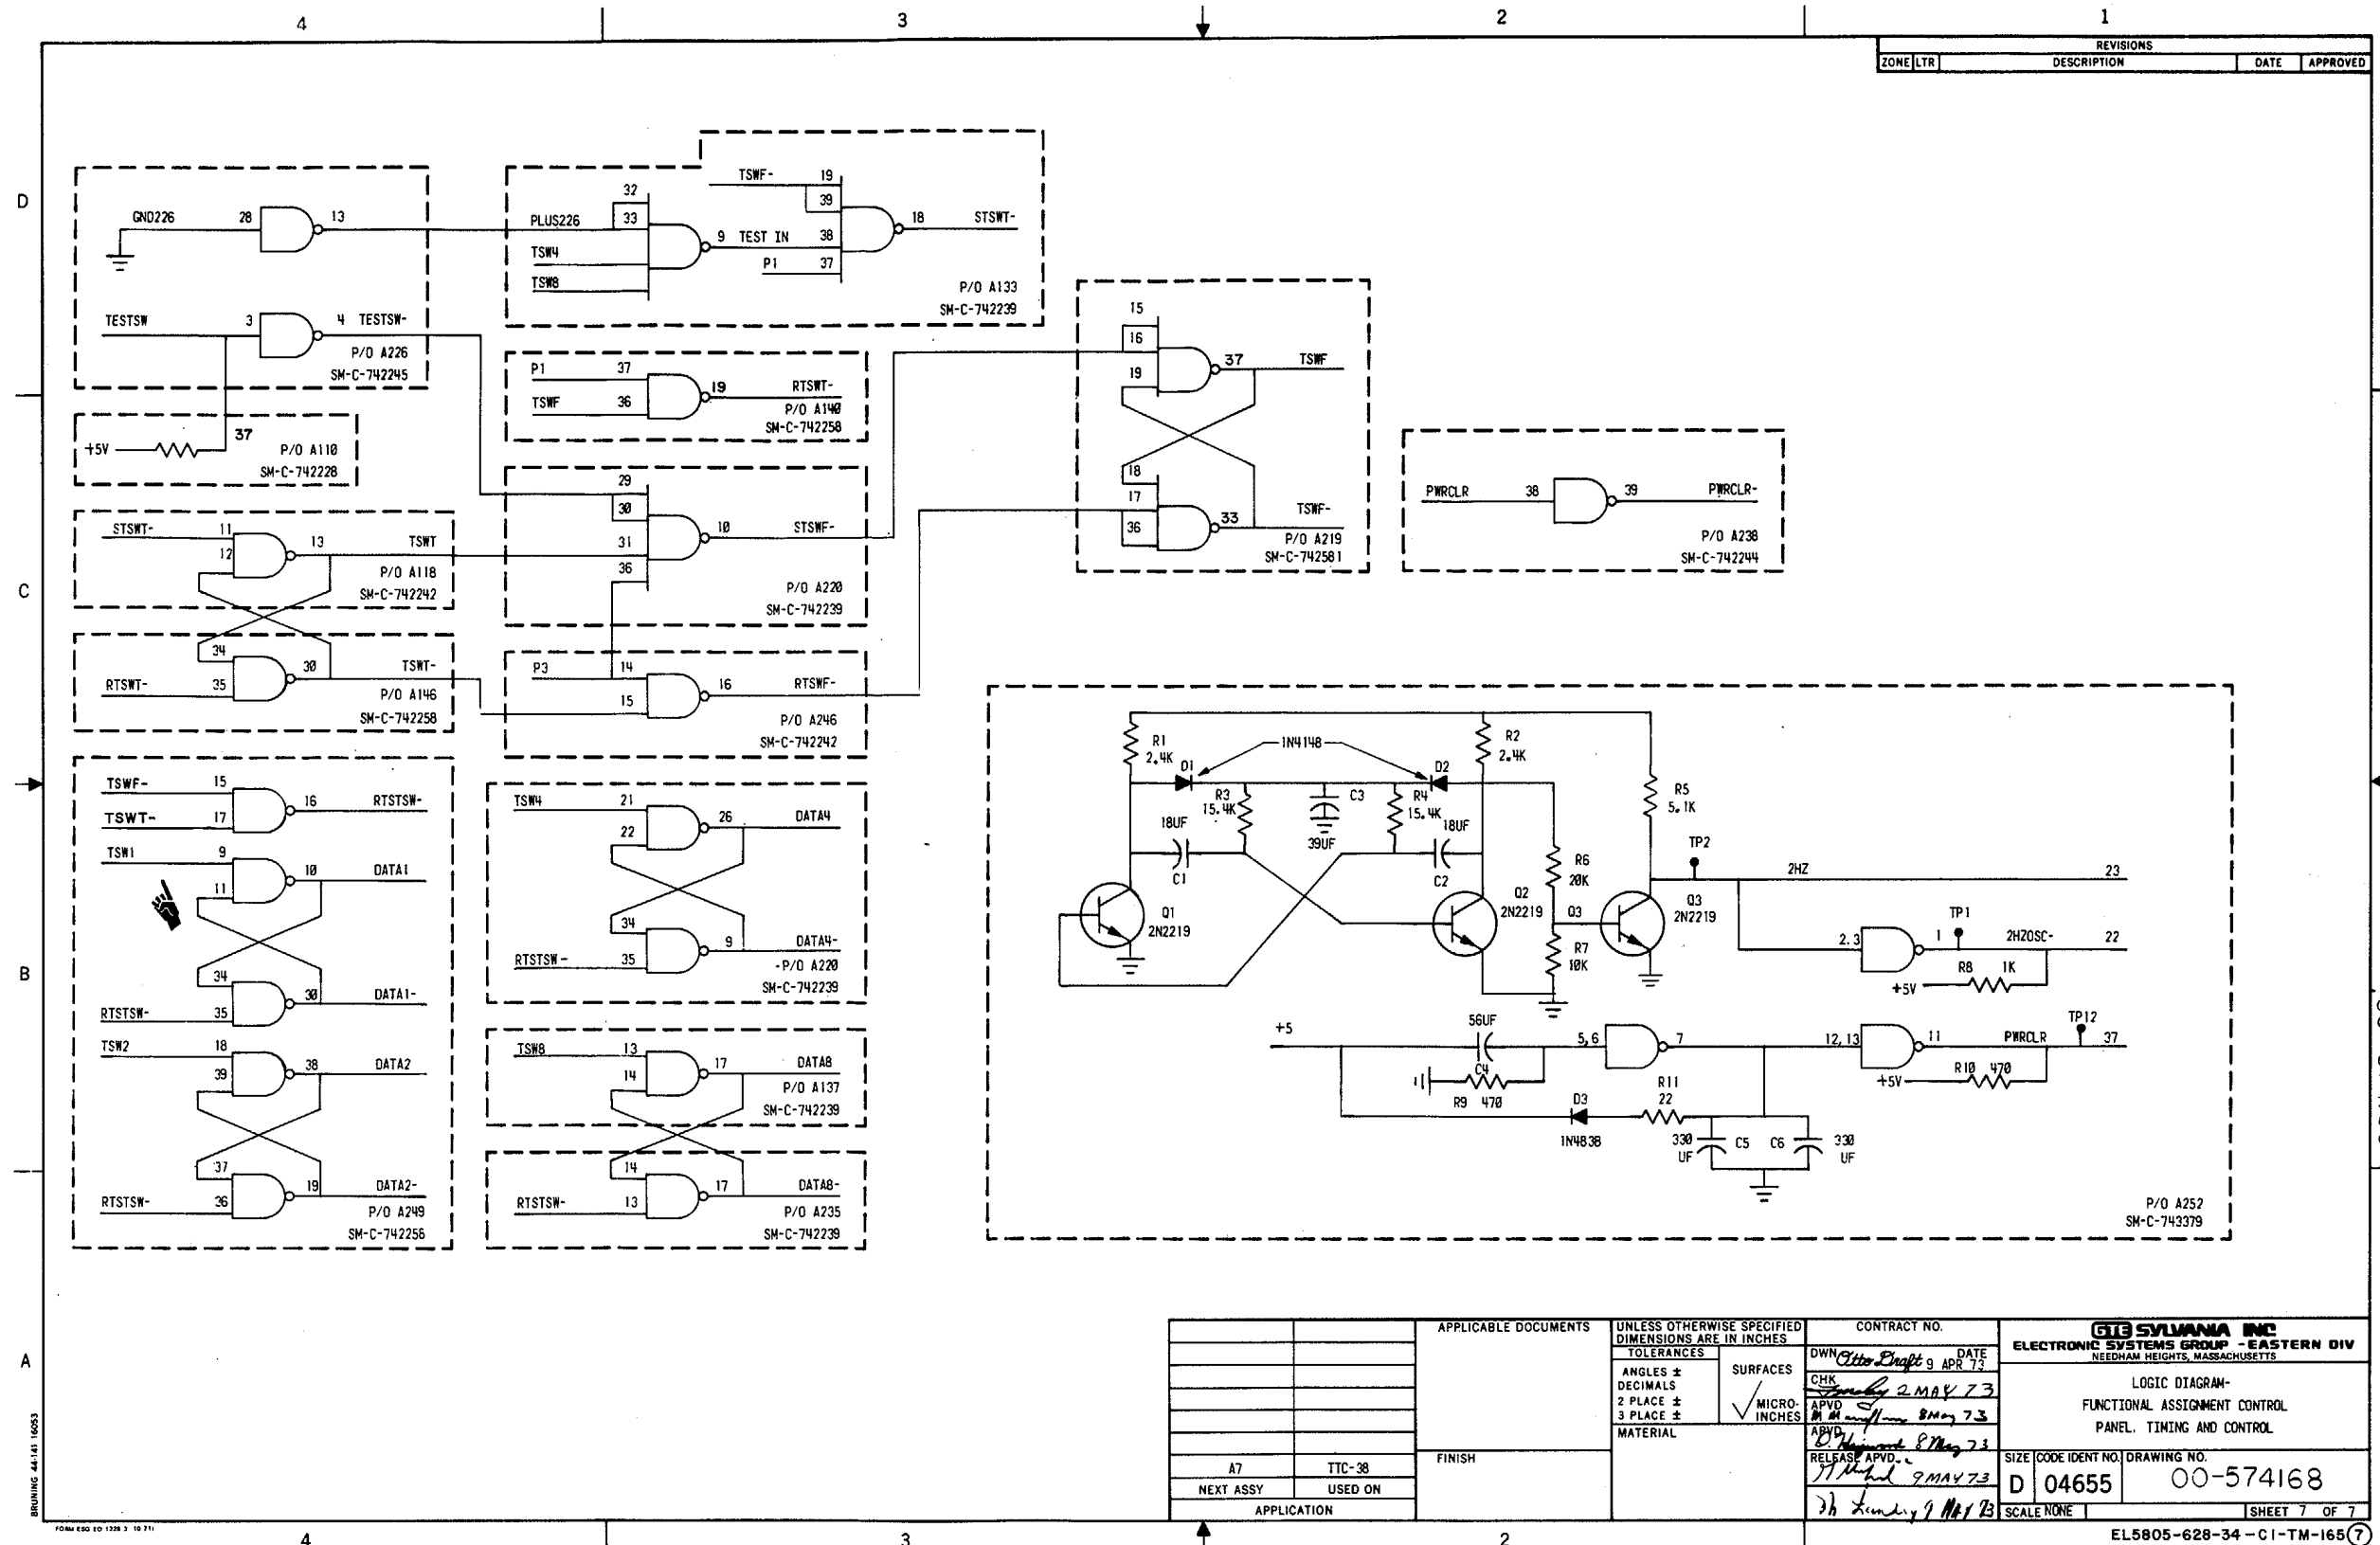 4 3 2 1
REVISIONS
ZONE LTR DESCRIPTION DATE APPROVED
D
C
B
A
GND226 28 13
TESTSW 3 4 TESTSW-
P/O A226
SM-C-742245
+5V 37
P/O A110
SM-C-742228
STSWT- 11
12 13 TSWT
P/O A118
SM-C-742242
34 30 TSWT-
RTSWT- 35
P/O A146
SM-C-742258
TSWF- 15
16 RTSTSW-
TSWT- 17
TSW1 9
10 DATA1
11
34
30 DATA1-
RTSTSW- 35
TSW2 18
38 DATA2
39
37
19 DATA2-
RTSTSW- 36
P/O A249
SM-C-742258
32
PLUS226 33
TSW4
TSW8
9 TEST IN
TSWF- 19
39
38
P1 37
18 STSWT-
P/O A133
SM-C-742239
P1 37
19 RTSWT-
TSWF 36
P/O A140
SM-C-742258
29
30
10 STSWF-
31
36
P/O A220
SM-C-742239
P3 14
16 RTSWF-
15
P/O A246
SM-C-742242
TSW4 21
26 DATA4
22
34
9 DATA4-
RTSTSW- 35
-P/O A220
SM-C-742239
TSW8 13
17 DATA8
14
P/O A137
SM-C-742239
14
17 DATA8-
RTSTSW- 13
P/O A235
SM-C-742239
15
16
37 TSWF
19
18
17
33 TSWF-
36
P/O A219
SM-C-742581
PWRCLR 38 39 PWRCLR-
P/O A238
SM-C-742244
R1
2.4K
1N4148
R2
2.4K
D1 D2
R3
15.4K
C3
39UF
R4
15.4K
R5
5.1K
18UF
C1
18UF
C2
R6
20K
TP2
2HZ 23
Q1
2N2219
Q2
2N2219
Q3
Q3
2N2219
R7
10K
2.3 1 TP1
2HZOSC- 22
R8 1K
+5V
+5 56UF
C4
5,6 7
12,13 11 PWRCLR TP12 37
R9 470
+5V R10 470
D3
1N4838
R11
22
330
UF C5 C6 330
UF
P/O A252
SM-C-743379
A7 TTC-38
NEXT ASSY USED ON
APPLICATION
APPLICABLE DOCUMENTS
FINISH
UNLESS OTHERWISE SPECIFIED
DIMENSIONS ARE IN INCHES
TOLERANCES
ANGLES ±
DECIMALS
2 PLACE ±
3 PLACE ±
SURFACES
MICRO-
INCHES
MATERIAL
CONTRACT NO.
DWN Otto Draft DATE
9 APR 73
CHK 2 MAY 73
APVD 8 May 73
APVD 8 May 73
RELEASE APVD. 9 MAY 73
9 MAY 73
GTE SYLVANIA INC
ELECTRONIC SYSTEMS GROUP - EASTERN DIV
NEEDHAM HEIGHTS, MASSACHUSETTS
LOGIC DIAGRAM-
FUNCTIONAL ASSIGNMENT CONTROL
PANEL. TIMING AND CONTROL
SIZE CODE IDENT NO. DRAWING NO.
D 04655 00-574168
SCALE NONE SHEET 7 OF 7
BRUNING 44-141 16053
4 3 2
EL5805-628-34-C1-TM-165 7